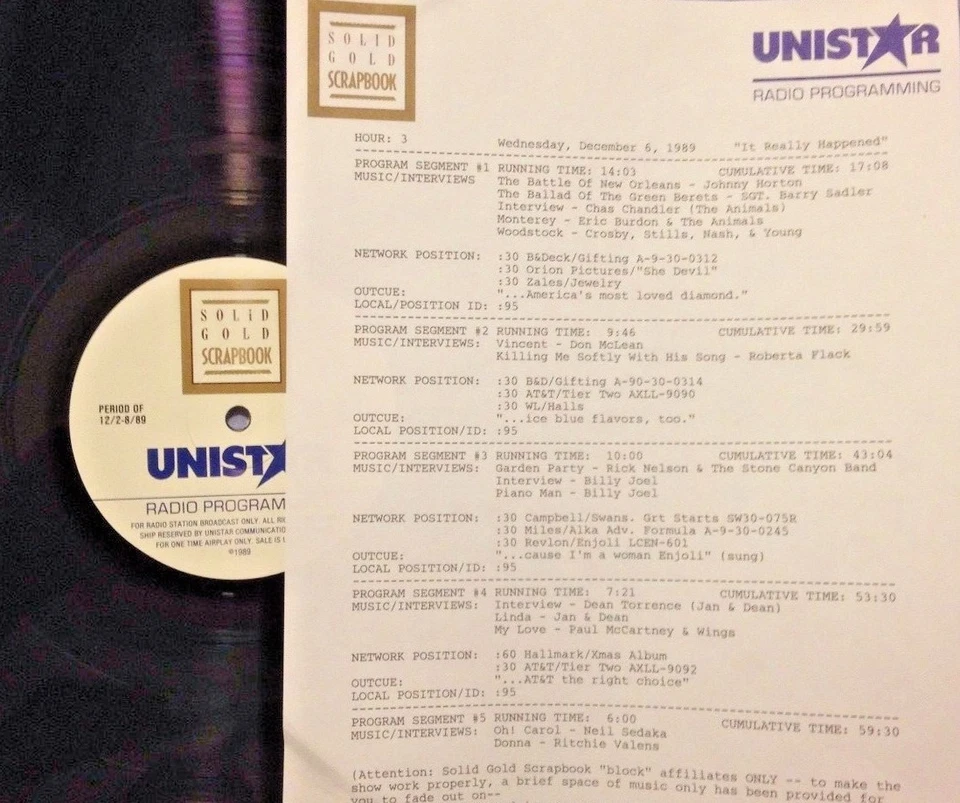 SOLID
GOLD
SCRAPBOOK
UNISTAR
RADIO PROGRAMMING
HOUR: 3 Wednesday, December 6, 1989 "It Really Happened"
PROGRAM SEGMENT #1 RUNNING TIME: 14:03 CUMULATIVE TIME: 17:08
MUSIC/INTERVIEWS The Battle Of New Orleans - Johnny Horton
The Ballad Of The Green Berets - SGT. Barry Sadler
Interview - Chas Chandler (The Animals)
Monterey - Eric Burdon & The Animals
Woodstock - Crosby, Stills, Nash, & Young
NETWORK POSITION: :30 B&Deck/Gifting A-9-30-0312
:30 Orion Pictures/"She Devil"
:30 Zales/Jewelry
OUTCUE: "...America's most loved diamond."
LOCAL/POSITION ID: :95
PROGRAM SEGMENT #2 RUNNING TIME: 9:46 CUMULATIVE TIME: 29:59
MUSIC/INTERVIEWS: Vincent - Don McLean
Killing Me Softly With His Song - Roberta Flack
NETWORK POSITION: :30 B&D/Gifting A-90-30-0314
:30 AT&T/Tier Two AXLL-9090
:30 WL/Halls
OUTCUE: "...ice blue flavors, too."
LOCAL POSITION/ID: :95
PROGRAM SEGMENT #3 RUNNING TIME: 10:00 CUMULATIVE TIME: 43:04
MUSIC/INTERVIEWS: Garden Party - Rick Nelson & The Stone Canyon Band
Interview - Billy Joel
Piano Man - Billy Joel
NETWORK POSITION: :30 Campbell/Swans. Grt Starts SW30-075R
:30 Miles/Alka Adv. Formula A-9-30-0245
:30 Revlon/Enjoli LCEN-601
OUTCUE: "...cause I'm a woman Enjoli" (sung)
LOCAL POSITION/ID: :95
PROGRAM SEGMENT #4 RUNNING TIME: 7:21 CUMULATIVE TIME: 53:30
MUSIC/INTERVIEWS: Interview - Dean Torrence (Jan & Dean)
Linda - Jan & Dean
My Love - Paul McCartney & Wings
NETWORK POSITION: :60 Hallmark/Xmas Album
:30 AT&T/Tier Two AXLL-9092
OUTCUE: "...AT&T the right choice"
LOCAL POSITION/ID: :95
PROGRAM SEGMENT #5 RUNNING TIME: 6:00 CUMULATIVE TIME: 59:30
MUSIC/INTERVIEWS: Oh! Carol - Neil Sedaka
Donna - Ritchie Valens
(Attention: Solid Gold Scrapbook "block" affiliates ONLY -- to make the
show work properly, a brief space of music only has been provided for
you to fade out on--
SOLID
GOLD
SCRAPBOOK
PERIOD OF
12/2-8/89
UNIST
RADIO PROGRAM
FOR RADIO STATION BROADCAST ONLY. ALL
SHIP RESERVED BY UNISTAR COMMUNICATIO
FOR ONE TIME AIRPLAY ONLY. SALE IS
©1989